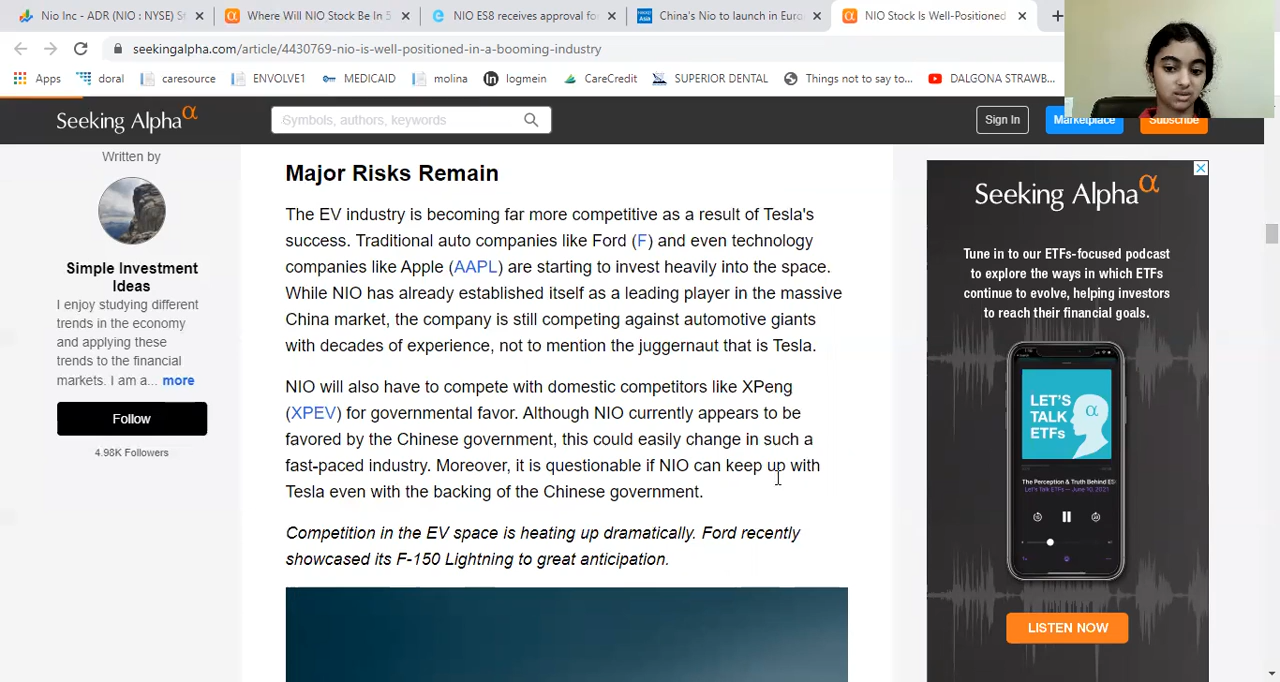 Nio Inc - ADR (NIO : NYSE) St
Where Will NIO Stock Be In 5
NIO ES8 receives approval for
China's Nio to launch in Euro
NIO Stock Is Well-Positioned
seekingalpha.com/article/4430769-nio-is-well-positioned-in-a-booming-industry
Apps
doral
caresource
ENVOLVE1
MEDICAID
molina
logmein
CareCredit
SUPERIOR DENTAL
Things not to say to...
DALGONA STRAWB...
Seeking Alpha α
Symbols, authors, keywords
Sign In
Marketplace
Subscribe
Written by
Simple Investment
Ideas
I enjoy studying different
trends in the economy
and applying these
trends to the financial
markets. I am a... more
Follow
4.98K Followers
Major Risks Remain
The EV industry is becoming far more competitive as a result of Tesla's
success. Traditional auto companies like Ford (F) and even technology
companies like Apple (AAPL) are starting to invest heavily into the space.
While NIO has already established itself as a leading player in the massive
China market, the company is still competing against automotive giants
with decades of experience, not to mention the juggernaut that is Tesla.
NIO will also have to compete with domestic competitors like XPeng
(XPEV) for governmental favor. Although NIO currently appears to be
favored by the Chinese government, this could easily change in such a
fast-paced industry. Moreover, it is questionable if NIO can keep up with
Tesla even with the backing of the Chinese government.
Competition in the EV space is heating up dramatically. Ford recently
showcased its F-150 Lightning to great anticipation.
Seeking Alpha α
Tune in to our ETFs-focused podcast
to explore the ways in which ETFs
continue to evolve, helping investors
to reach their financial goals.
LET'S
TALK
ETFs
α
The Perception & Truth Behind ES
Let's Talk ETFs — June 10, 2021
LISTEN NOW